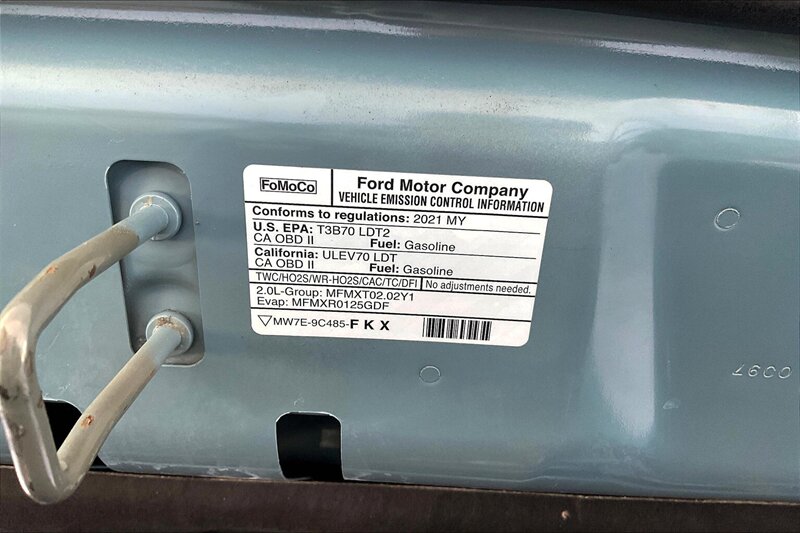 FoMoCo
Ford Motor Company
VEHICLE EMISSION CONTROL INFORMATION
Conforms to regulations: 2021 MY
U.S. EPA: T3B70 LDT2
CA OBD II Fuel: Gasoline
California: ULEV70 LDT
CA OBD II Fuel: Gasoline
TWC/HO2S/WR-HO2S/CAC/TC/DFI No adjustments needed.
2.0L-Group: MFMXT02.02Y1
Evap: MFMXR0125GDF
MW7E-9C485-FKX
0097